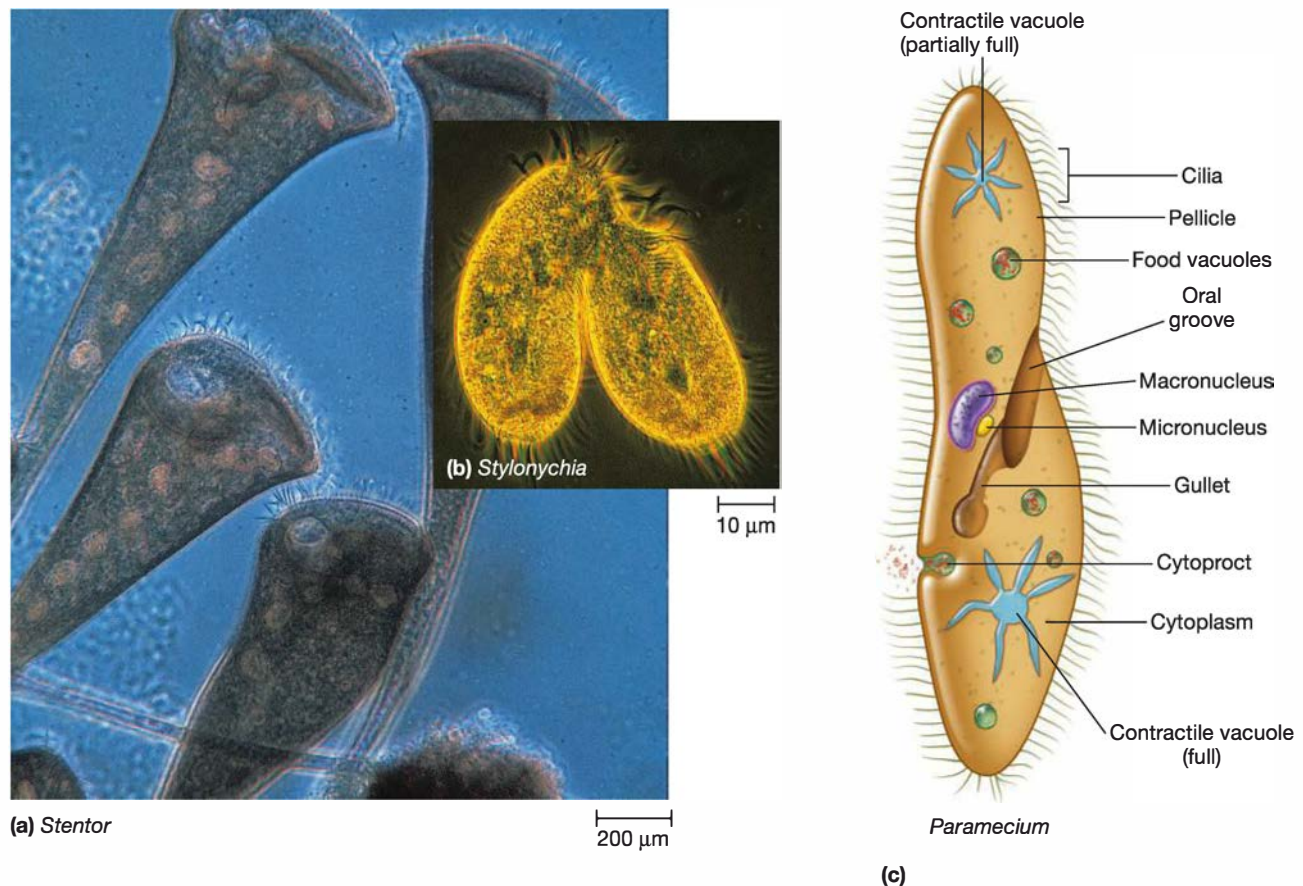 Contractile vacuole
(partially full)
Cilia
Pellicle
Food vacuoles
Oral
groove
Macronucleus
Micronucleus
(b) Stylonychia
Gullet
10 μm
Cytoproct
Cytoplasm
Contractile vacuole
(full)
(a) Stentor
200 μm
Paramecium
(c)